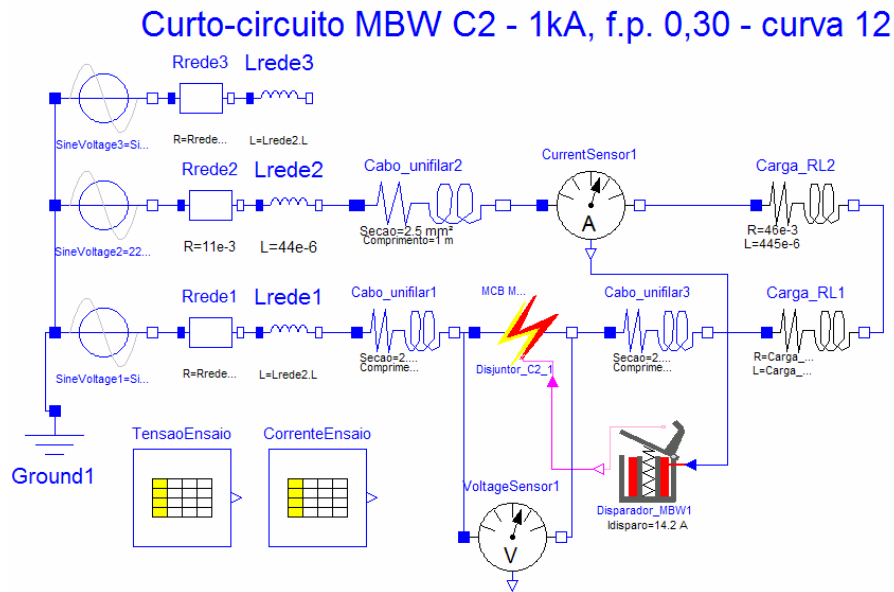 Curto-circuito MBW C2 - 1kA, f.p. 0,30 - curva 12
Rrede3
Lrede3
SineVoltage3=Si...
R=Rrede...
L=Lrede2.L
Rrede2
Lrede2
Cabo_unifilar2
CurrentSensor1
Carga_RL2
A
SineVoltage2=22...
R=11e-3
L=44e-6
Secao=2.5 mm²
Comprimento=1 m
R=46e-3
L=445e-6
Rrede1
Lrede1
Cabo_unifilar1
MCB M...
Cabo_unifilar3
Carga_RL1
SineVoltage1=Si...
R=Rrede...
L=Lrede2.L
Secao=2....
Comprime...
Disjuntor_C2_1
Secao=2....
Comprime...
R=Carga_...
L=Carga_...
Ground1
TensaoEnsaio
CorrenteEnsaio
VoltageSensor1
V
Disparador_MBW1
Idisparo=14.2 A